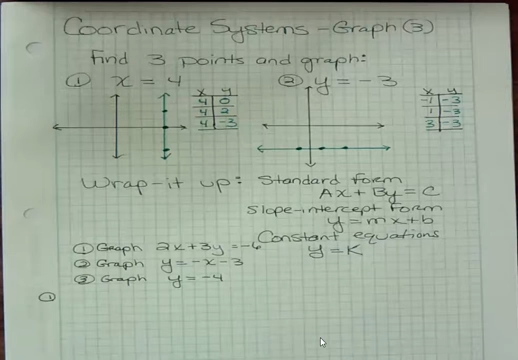 Coordinate Systems - Graph (3)
Find 3 points and graph:
① x = 4
x y
4 0
4 2
4 -3
② y = -3
x y
-1 -3
1 -3
3 -3
Wrap-it up: Standard form
Ax + By = C
Slope-intercept form
y = mx + b
Constant equations
y = K
① Graph 2x + 3y = -6
② Graph y = -x - 3
③ Graph y = -4
①